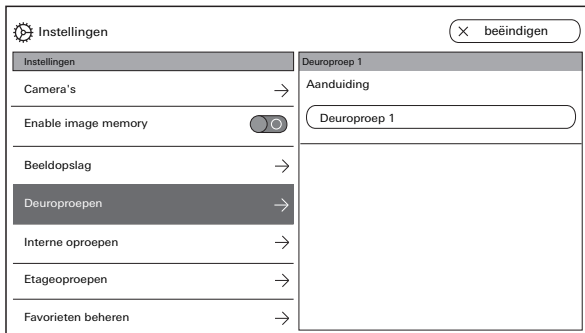 Instellingen
beëindigen
Instellingen
Camera's
Enable image memory
Beeldopslag
Deuroproepen
Interne oproepen
Etageoproepen
Favorieten beheren
Deuroproep 1
Aanduiding
Deuroproep 1